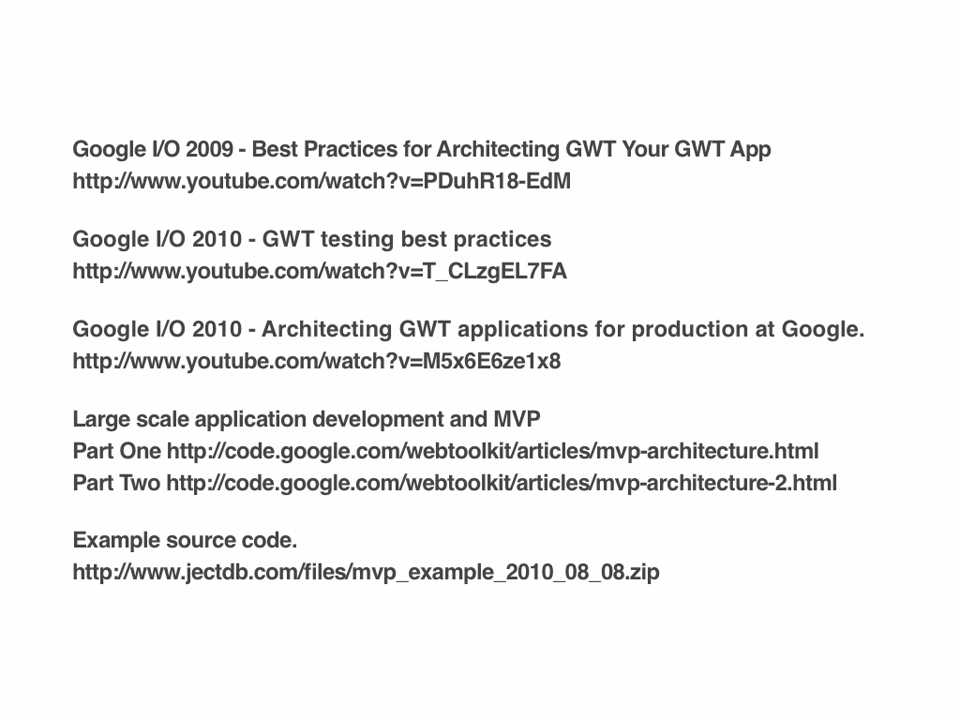 Google I/O 2009 - Best Practices for Architecting GWT Your GWT App
http://www.youtube.com/watch?v=PDuhR18-EdM
Google I/O 2010 - GWT testing best practices
http://www.youtube.com/watch?v=T_CLzgEL7FA
Google I/O 2010 - Architecting GWT applications for production at Google.
http://www.youtube.com/watch?v=M5x6E6ze1x8
Large scale application development and MVP
Part One http://code.google.com/webtoolkit/articles/mvp-architecture.html
Part Two http://code.google.com/webtoolkit/articles/mvp-architecture-2.html
Example source code.
http://www.jectdb.com/files/mvp_example_2010_08_08.zip